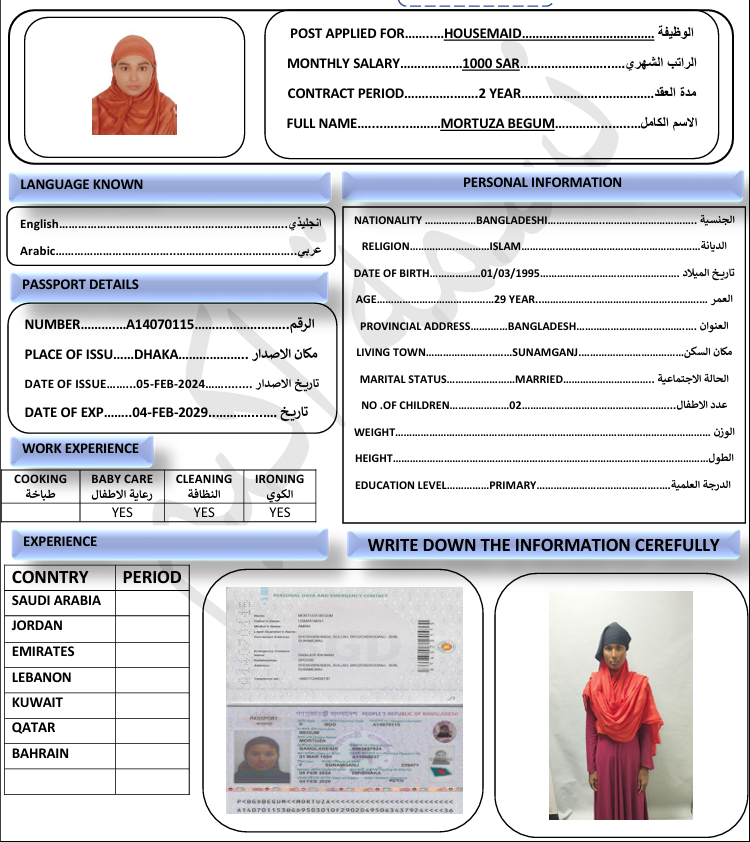 POST APPLIED FOR……..…HOUSEMAID………………………………… الوظيفة
MONTHLY SALARY………………1000 SAR…………………….….. الراتب الشهري
CONTRACT PERIOD…………………2 YEAR………………………………… مدة العقد
FULL NAME…………………..MORTUZA BEGUM………………….. الاسم الكامل
LANGUAGE KNOWN
English…………………………………………………… انجليذي
Arabic…………………………………………………… عربي
PASSPORT DETAILS
NUMBER…………A14070115………………… الرقم
PLACE OF ISSU……DHAKA……………… مكان الاصدار
DATE OF ISSUE……..05-FEB-2024………… تاريخ الاصدار
DATE OF EXP…..04-FEB-2029…………… تاريخ
WORK EXPERIENCE
COOKING BABY CARE CLEANING IRONING
طباخة رعاية الاطفال النظافة الكوي
YES YES YES
PERSONAL INFORMATION
NATIONALITY ……………BANGLADESHI…………………………………… الجنسية
RELIGION……………………ISLAM……………………………………… الديانة
DATE OF BIRTH……………01/03/1995………………………………… تاريخ الميلاد
AGE…………………………………29 YEAR………………………………… العمر
PROVINCIAL ADDRESS…………BANGLADESH…………………………… العنوان
LIVING TOWN……………………SUNAMGANJ…………………………… مكان السكن
MARITAL STATUS………………MARRIED…………………… الحالة الاجتماعية
NO .OF CHILDREN……………02………………………………… عدد الاطفال
WEIGHT……………………………………………………………………… الوزن
HEIGHT……………………………………………………………………… الطول
EDUCATION LEVEL……………PRIMARY…………………………… الدرجة العلمية
EXPERIENCE
CONNTRY PERIOD
SAUDI ARABIA
JORDAN
EMIRATES
LEBANON
KUWAIT
QATAR
BAHRAIN
WRITE DOWN THE INFORMATION CEREFULLY
PERSONAL DATA AND EMERGENCY CONTACT
MORTUZA BEGUM
PASSPORT
PEOPLE'S REPUBLIC OF BANGLADESH
P BGD A14070115
BEGUM
MORTUZA
BANGLADESHI
01 MAR 1995
F SUNAMGANJ
05 FEB 2024 DIP/DHAKA
04 FEB 2029